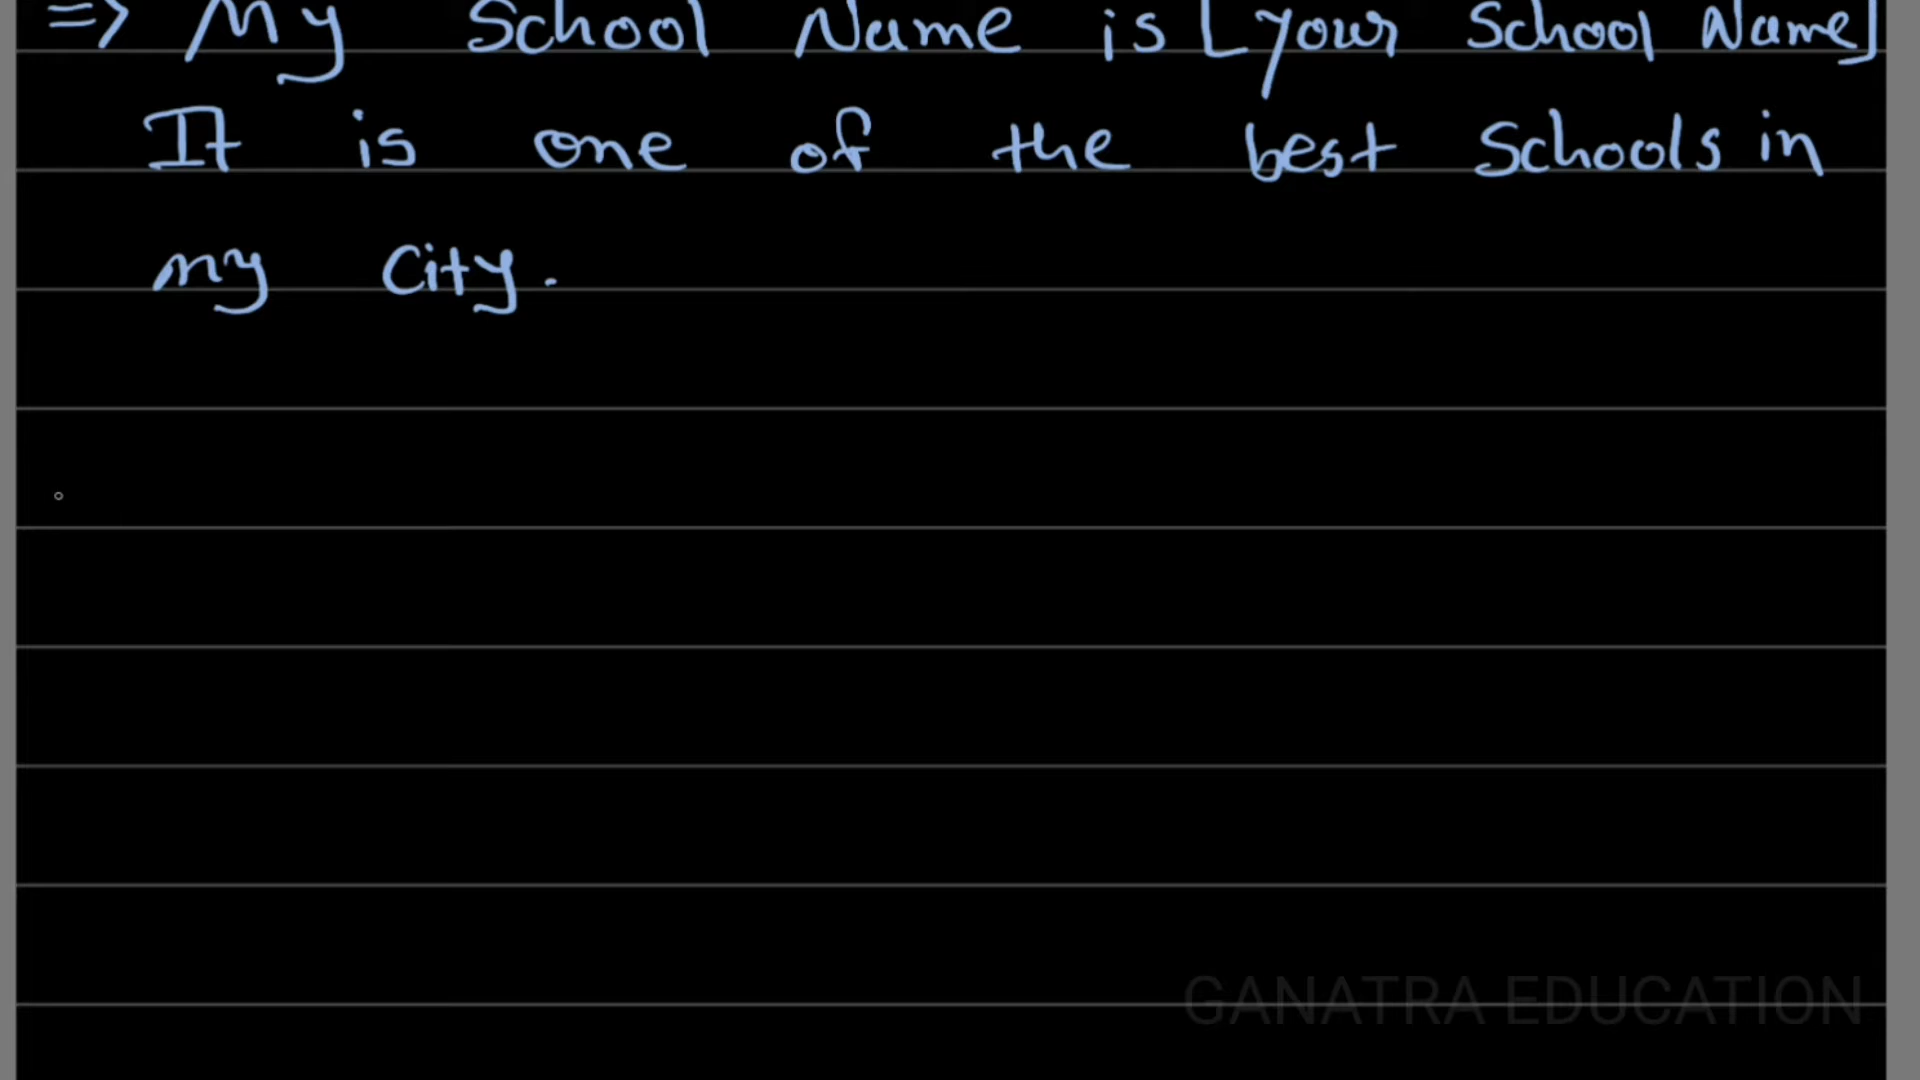 => My School Name is [your School Name]
It is one of the best Schools in
my City.
GANATRA EDUCATION